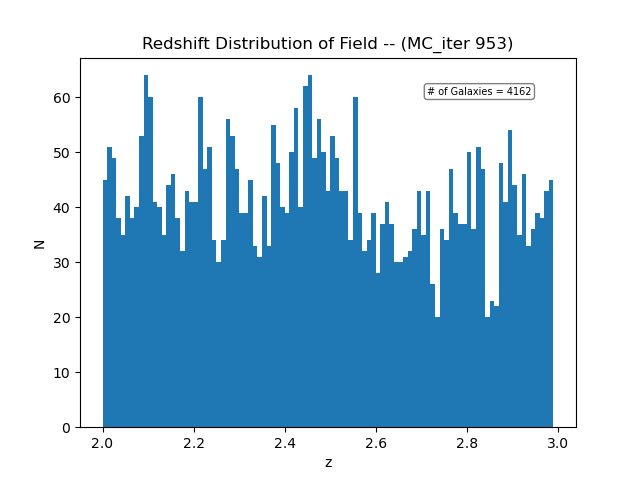 Redshift Distribution of Field -- (MC_iter 953)
# of Galaxies = 4162
60
50
40
30
20
10
0
N
2.0 2.2 2.4 2.6 2.8 3.0
z